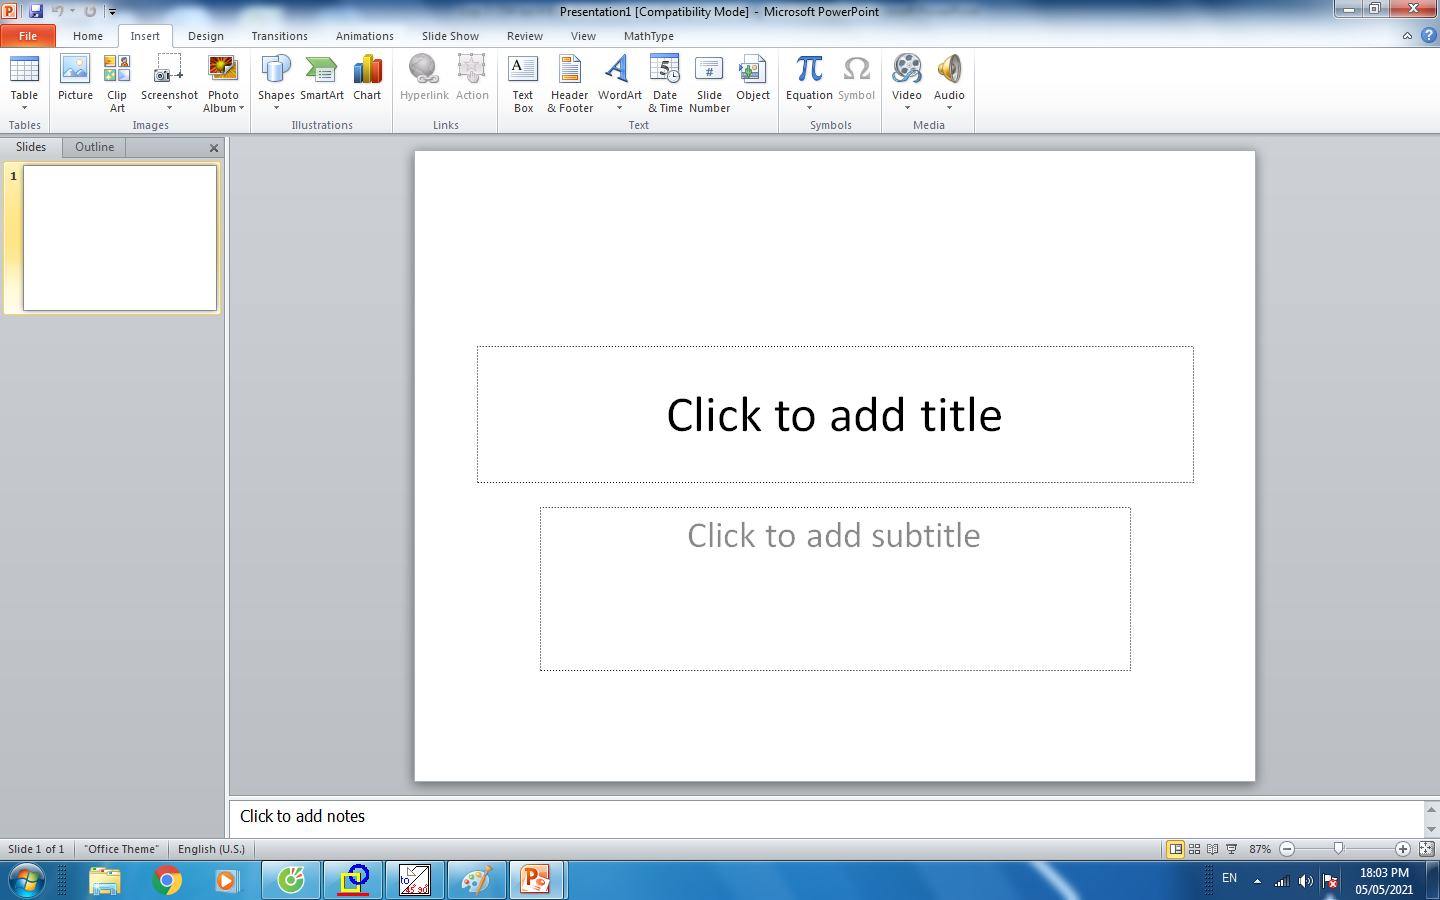 Presentation1 [Compatibility Mode] - Microsoft PowerPoint
File Home Insert Design Transitions Animations Slide Show Review View MathType
Table Picture Clip Art Screenshot Photo Album Shapes SmartArt Chart Hyperlink Action Text Box Header & Footer WordArt Date & Time Slide Number Object Equation Symbol Video Audio
Tables Images Illustrations Links Text Symbols Media
Slides Outline
1
Click to add title
Click to add subtitle
Click to add notes
Slide 1 of 1 "Office Theme" English (U.S.) 87%
EN 18:03 PM
05/05/2021